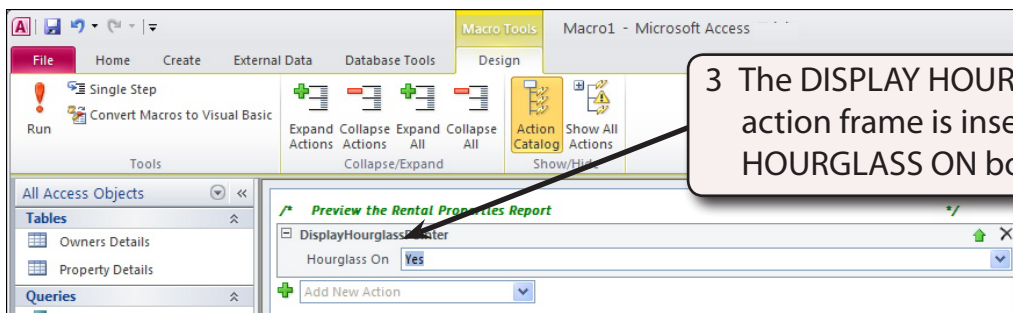 Macro Tools Macro1 - Microsoft Access
File Home Create External Data Database Tools Design
Single Step
Convert Macros to Visual Basic
Run
Expand Actions
Collapse Actions
Expand All
Collapse All
Action Catalog
Show All Actions
Tools Collapse/Expand Show/Hide
3 The DISPLAY HOUR
action frame is inse
HOURGLASS ON bo
All Access Objects
Tables
Owners Details
Property Details
Queries
/* Preview the Rental Properties Report */
DisplayHourglassPointer
Hourglass On Yes
Add New Action